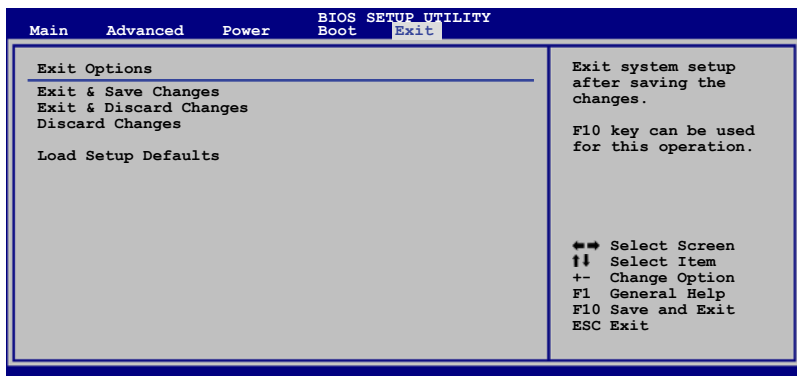 BIOS SETUP UTILITY
Main Advanced Power Boot Exit
Exit Options
Exit & Save Changes
Exit & Discard Changes
Discard Changes
Load Setup Defaults
Exit system setup
after saving the
changes.
F10 key can be used
for this operation.
←→ Select Screen
↑↓ Select Item
+- Change Option
F1 General Help
F10 Save and Exit
ESC Exit